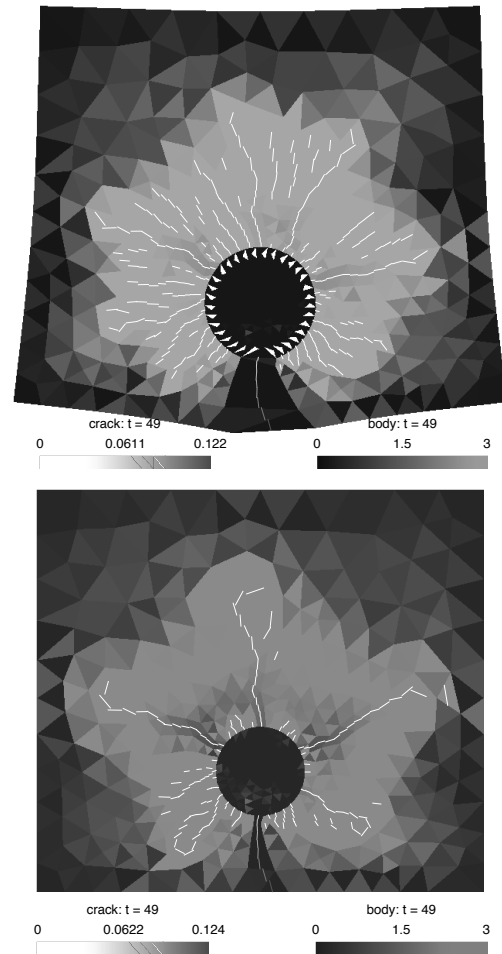 crack: t = 49 body: t = 49
0 0.0611 0.122 0 1.5 3
crack: t = 49 body: t = 49
0 0.0622 0.124 0 1.5 3